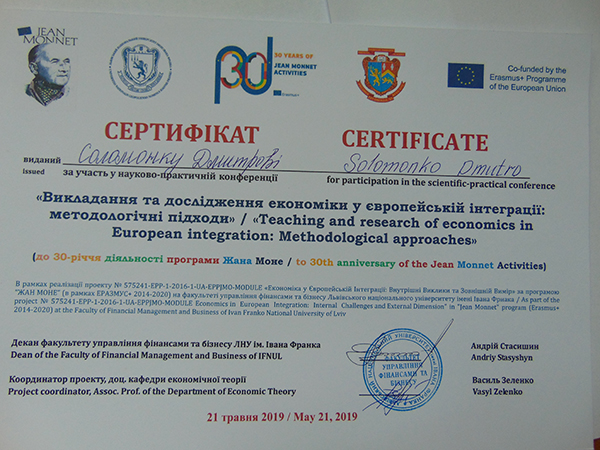 JEAN MONNET
30 YEARS OF
JEAN MONNET
ACTIVITIES
Erasmus+
Co-funded by the
Erasmus+ Programme
of the European Union
СЕРТИФІКАТ
CERTIFICATE
виданий Соломонку Дмитрові
Solomonko Dmutro
issued
за участь у науково-практичній конференції
for participation in the scientific-practical conference
«Викладання та дослідження економіки у європейській інтеграції:
методологічні підходи» / «Teaching and research of economics in
European integration: Methodological approaches»
(до 30-річчя діяльності програми Жана Моне / to 30th anniversary of the Jean Monnet Activities)
В рамках реалізації проекту № 575241-EPP-1-2016-1-UA-EPPJMO-MODULE «Економіка у Європейській Інтеграції: Внутрішні Виклики та Зовнішній Вимір» за програмою
"ЖАН МОНЕ" (в рамках ЕРАЗМУС+ 2014-2020) на факультеті управління фінансами та бізнесу Львівського національного університету імені Івана Франка / As part of the
project № 575241-EPP-1-2016-1-UA-EPPJMO-MODULE Economics in European Integration: Internal Challenges and External Dimension" in "Jean Monnet" program (Erasmus+
2014-2020) at the Faculty of Financial Management and Business of Ivan Franko National University of Lviv
Декан факультету управління фінансами та бізнесу ЛНУ ім. Івана Франка
Dean of the Faculty of Financial Management and Business of IFNUL
Андрій Стасишин
Andriy Stasyshyn
УПРАВЛІННЯ
ФІНАНСАМИ ТА
БІЗНЕСУ
Координатор проекту, доц. кафедри економічної теорії
Project coordinator, Assoc. Prof. of the Department of Economic Theory
Василь Зеленко
Vasyl Zelenko
21 травня 2019 / May 21, 2019